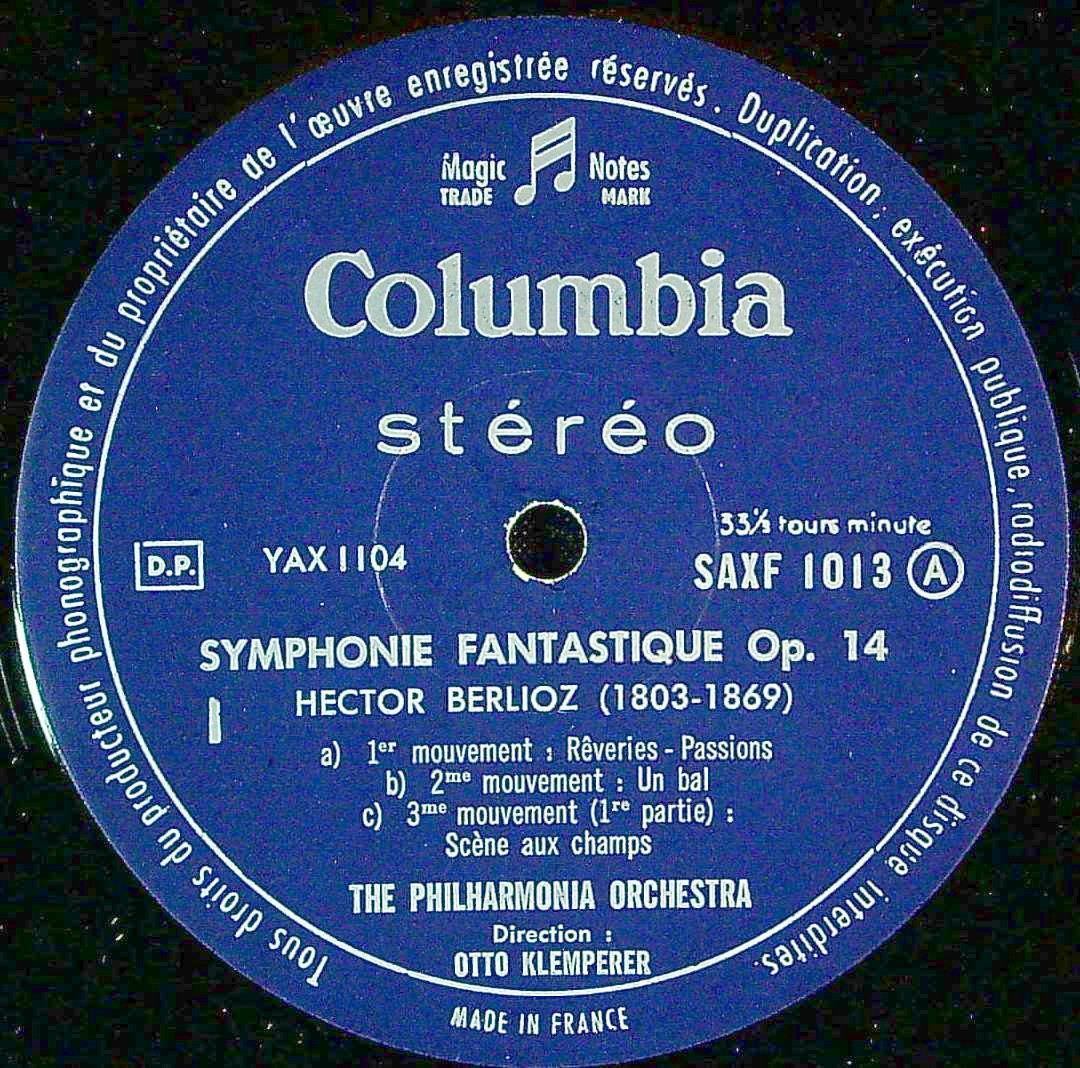 Tous droits du producteur phonographique et du propriétaire de l'œuvre enregistrée réservés. Duplication; exécution publique, radiodiffusion de ce disque interdites.
Magic Notes
TRADE MARK
Columbia
stéréo
33⅓ tours minute
D.P. YAX 1104 SAXF 1013 A
SYMPHONIE FANTASTIQUE Op. 14
I HECTOR BERLIOZ (1803-1869)
a) 1er mouvement : Rêveries - Passions
b) 2me mouvement : Un bal
c) 3me mouvement (1re partie) :
Scène aux champs
THE PHILHARMONIA ORCHESTRA
Direction :
OTTO KLEMPERER
MADE IN FRANCE